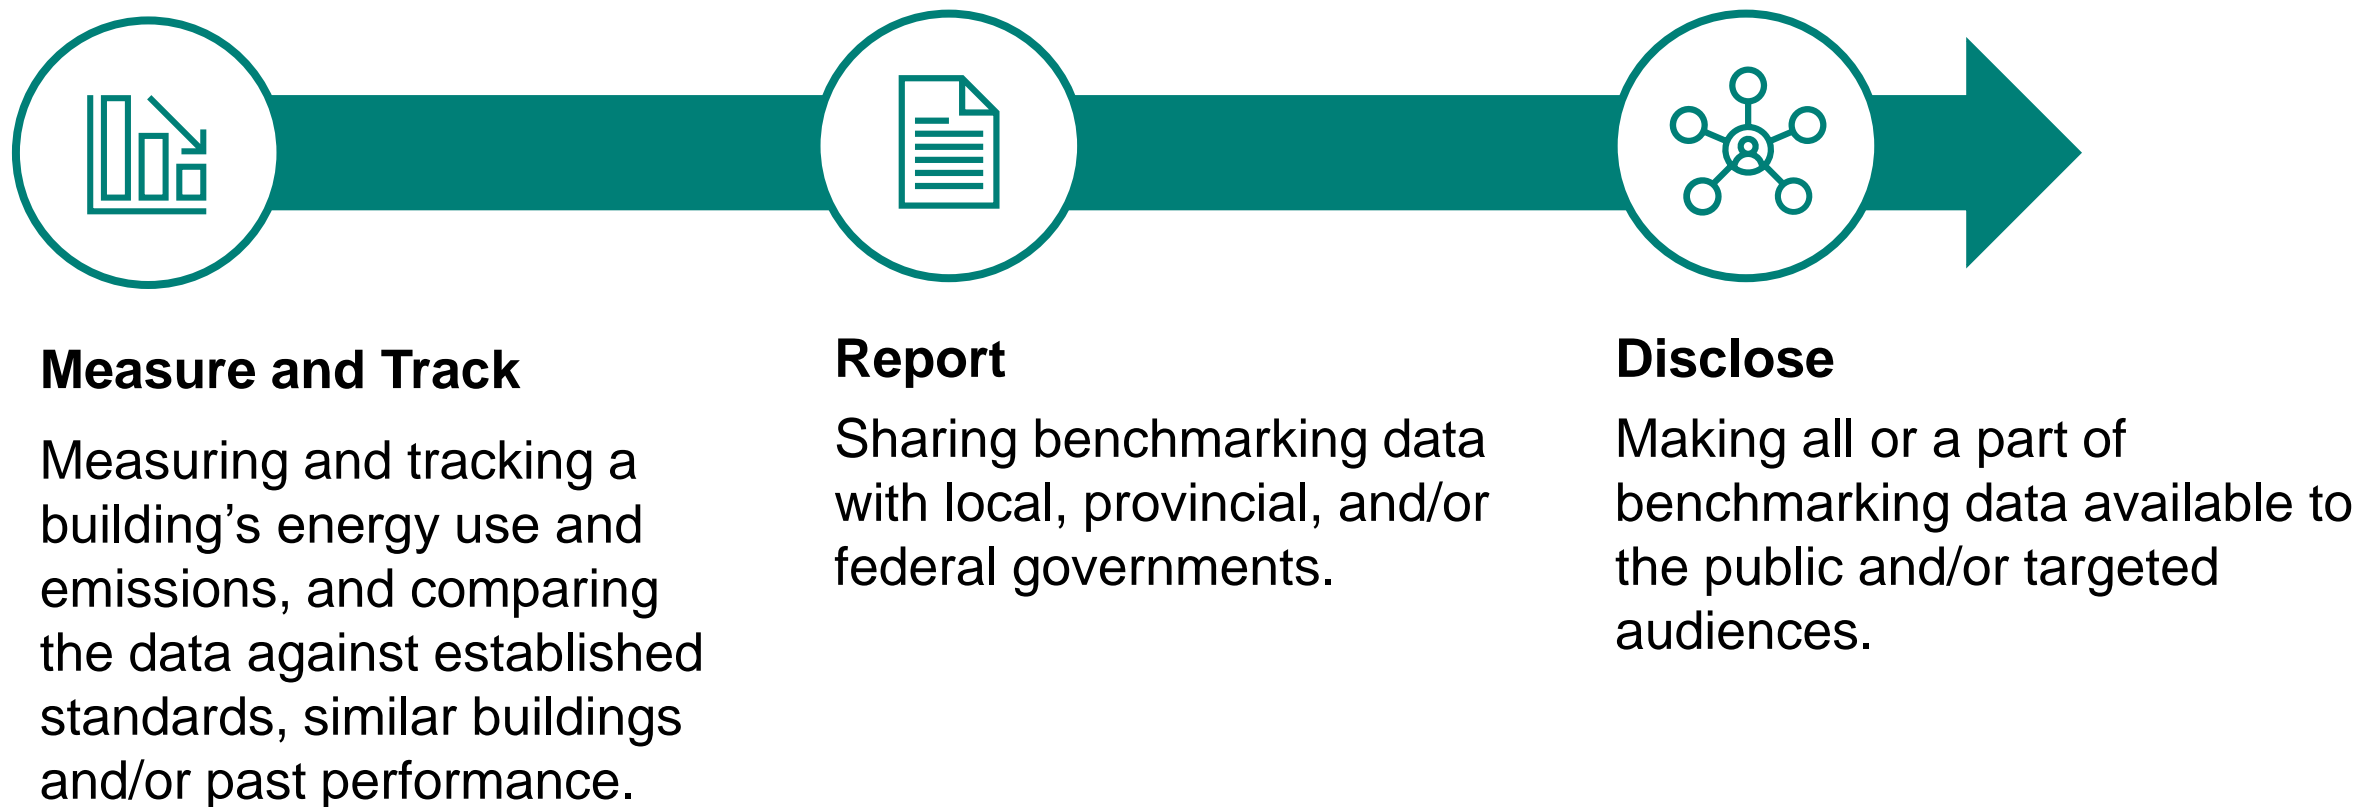 Measure and Track
Measuring and tracking a
building’s energy use and
emissions, and comparing
the data against established
standards, similar buildings
and/or past performance.
Report
Sharing benchmarking data
with local, provincial, and/or
federal governments.
Disclose
Making all or a part of
benchmarking data available to
the public and/or targeted
audiences.